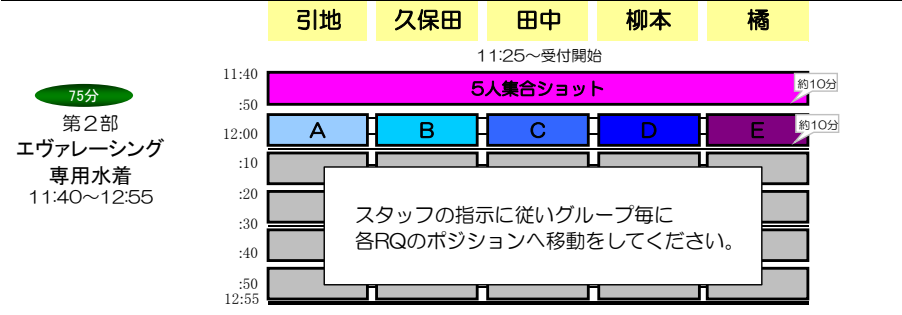 引地 久保田 田中 柳本 橘
11:25～受付開始
11:40
5人集合ショット
約10分
:50
75分
第2部
エヴァレーシング
専用水着
11:40～12:55
12:00
A B C D E
約10分
:10
:20
:30
:40
:50
12:55
スタッフの指示に従いグループ毎に
各RQのポジションへ移動をしてください。